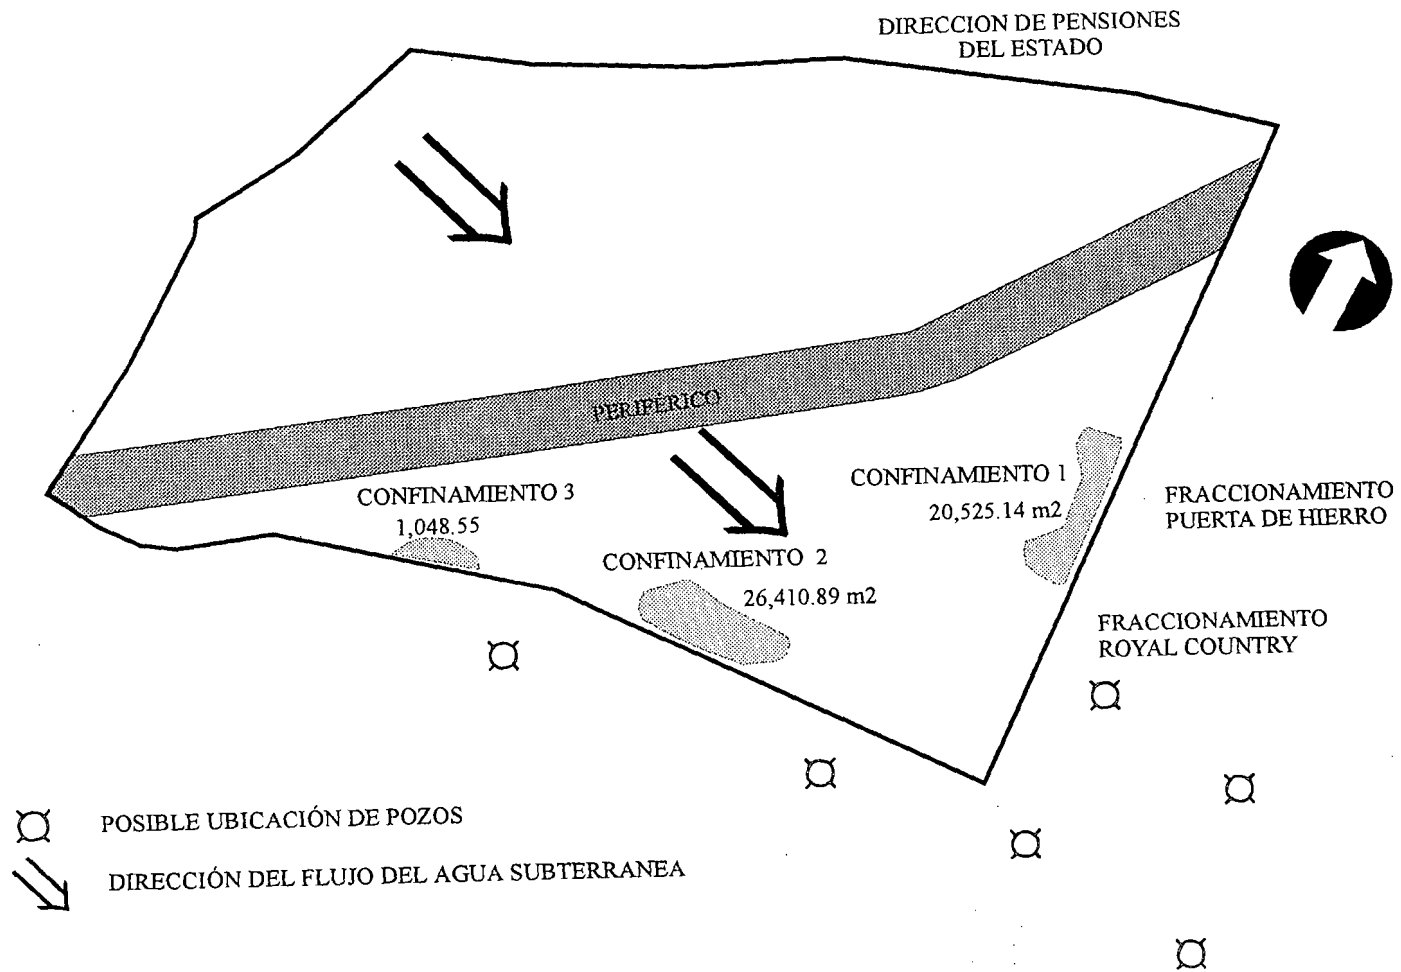 DIRECCION DE PENSIONES
DEL ESTADO
PERIFÉRICO
CONFINAMIENTO 1
20,525.14 m2
CONFINAMIENTO 3
1,048.55
FRACCIONAMIENTO
PUERTA DE HIERRO
CONFINAMIENTO 2
26,410.89 m2
FRACCIONAMIENTO
ROYAL COUNTRY
POSIBLE UBICACIÓN DE POZOS
DIRECCIÓN DEL FLUJO DEL AGUA SUBTERRANEA